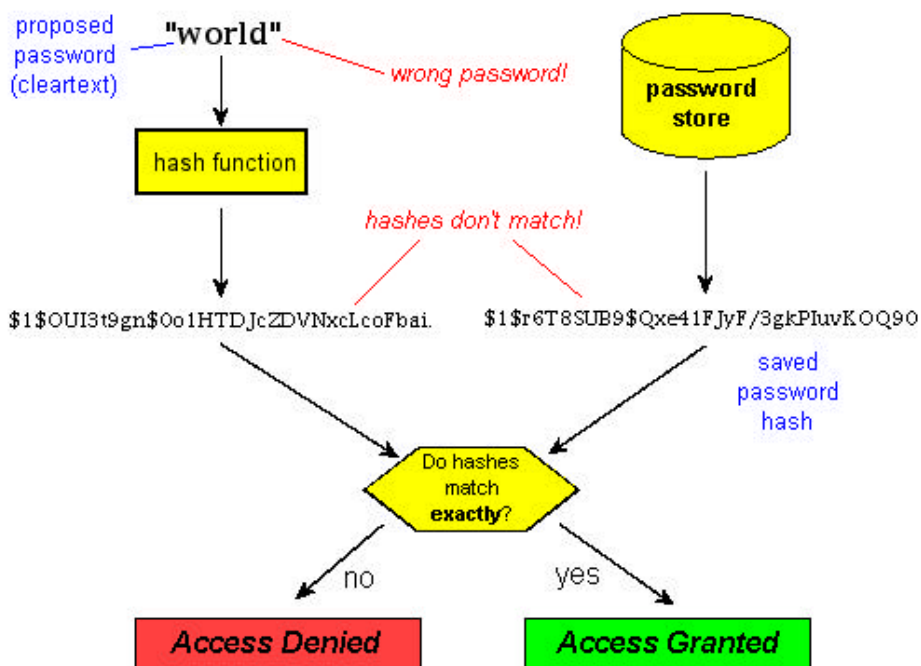 proposed
password
(cleartext)
"world"
wrong password!
password
store
hash function
hashes don't match!
$1$OUI3t9gn$0o1HTDJcZDVNxcLcoFbai.
$1$r6T8SUB9$Qxe41FJyF/3gkPIuvKOQ90
saved
password
hash
Do hashes
match
exactly?
no
yes
Access Denied
Access Granted